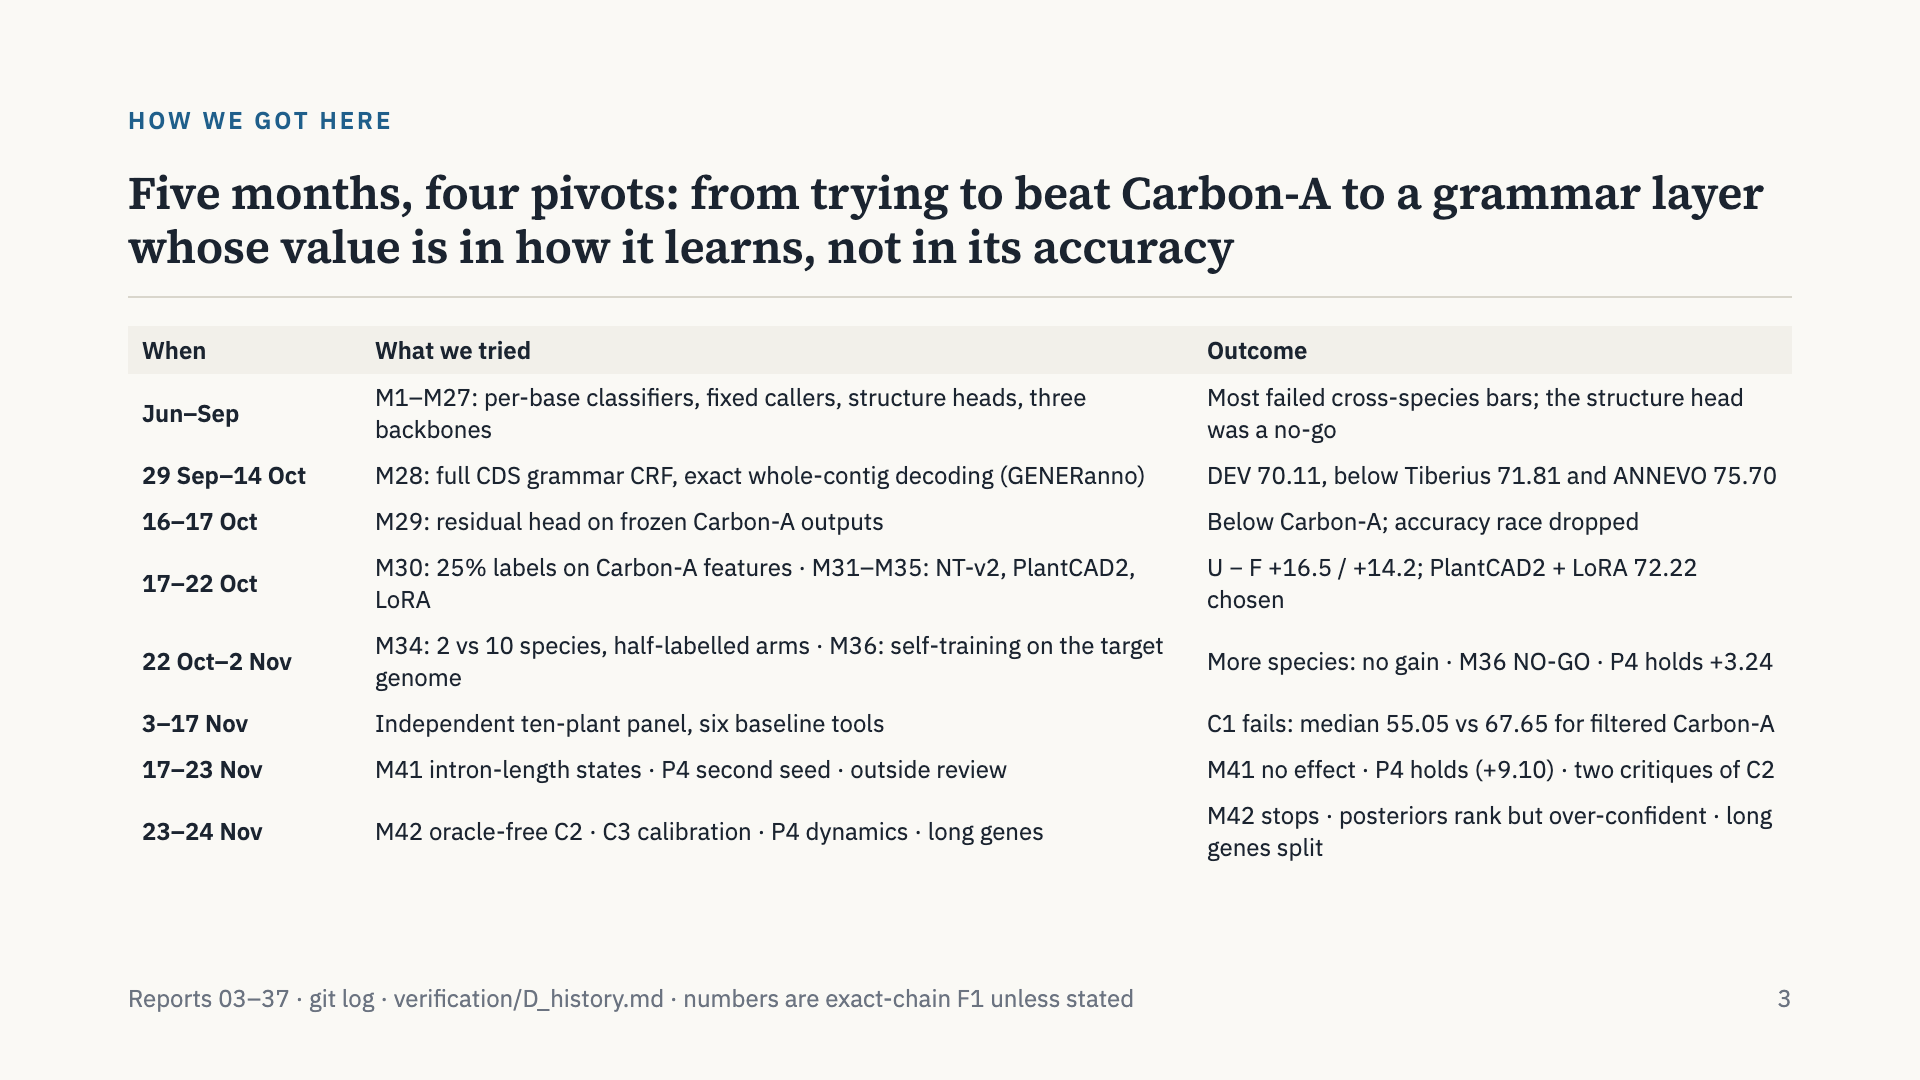 HOW WE GOT HERE
Five months, four pivots: from trying to beat Carbon-A to a grammar layer
whose value is in how it learns, not in its accuracy
When What we tried Outcome
Jun–Sep M1–M27: per-base classifiers, fixed callers, structure heads, three
backbones
Most failed cross-species bars; the structure head
was a no-go
29 Sep–14 Oct M28: full CDS grammar CRF, exact whole-contig decoding (GENERanno) DEV 70.11, below Tiberius 71.81 and ANNEVO 75.70
16–17 Oct M29: residual head on frozen Carbon-A outputs Below Carbon-A; accuracy race dropped
17–22 Oct M30: 25% labels on Carbon-A features · M31–M35: NT-v2, PlantCAD2,
LoRA
U – F +16.5 / +14.2; PlantCAD2 + LoRA 72.22
chosen
22 Oct–2 Nov M34: 2 vs 10 species, half-labelled arms · M36: self-training on the target
genome
More species: no gain · M36 NO-GO · P4 holds +3.24
3–17 Nov Independent ten-plant panel, six baseline tools C1 fails: median 55.05 vs 67.65 for filtered Carbon-A
17–23 Nov M41 intron-length states · P4 second seed · outside review M41 no effect · P4 holds (+9.10) · two critiques of C2
23–24 Nov M42 oracle-free C2 · C3 calibration · P4 dynamics · long genes M42 stops · posteriors rank but over-confident · long
genes split
Reports 03–37 · git log · verification/D_history.md · numbers are exact-chain F1 unless stated 3